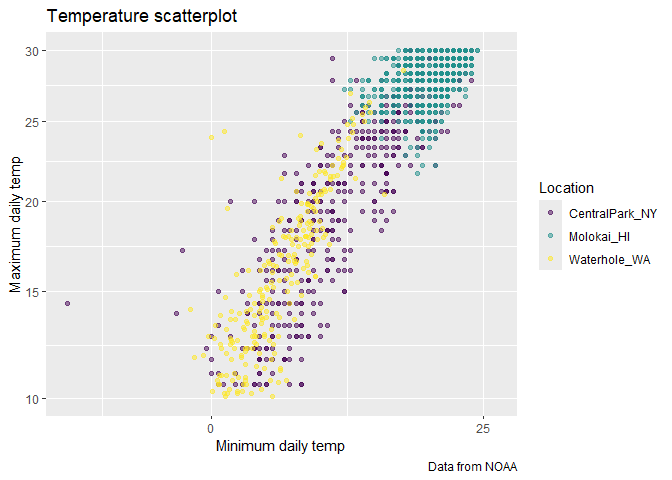 Temperature scatterplot
Maximum daily temp
30
25
20
15
10
0
25
Minimum daily temp
Data from NOAA
Location
CentralPark_NY
Molokai_HI
Waterhole_WA